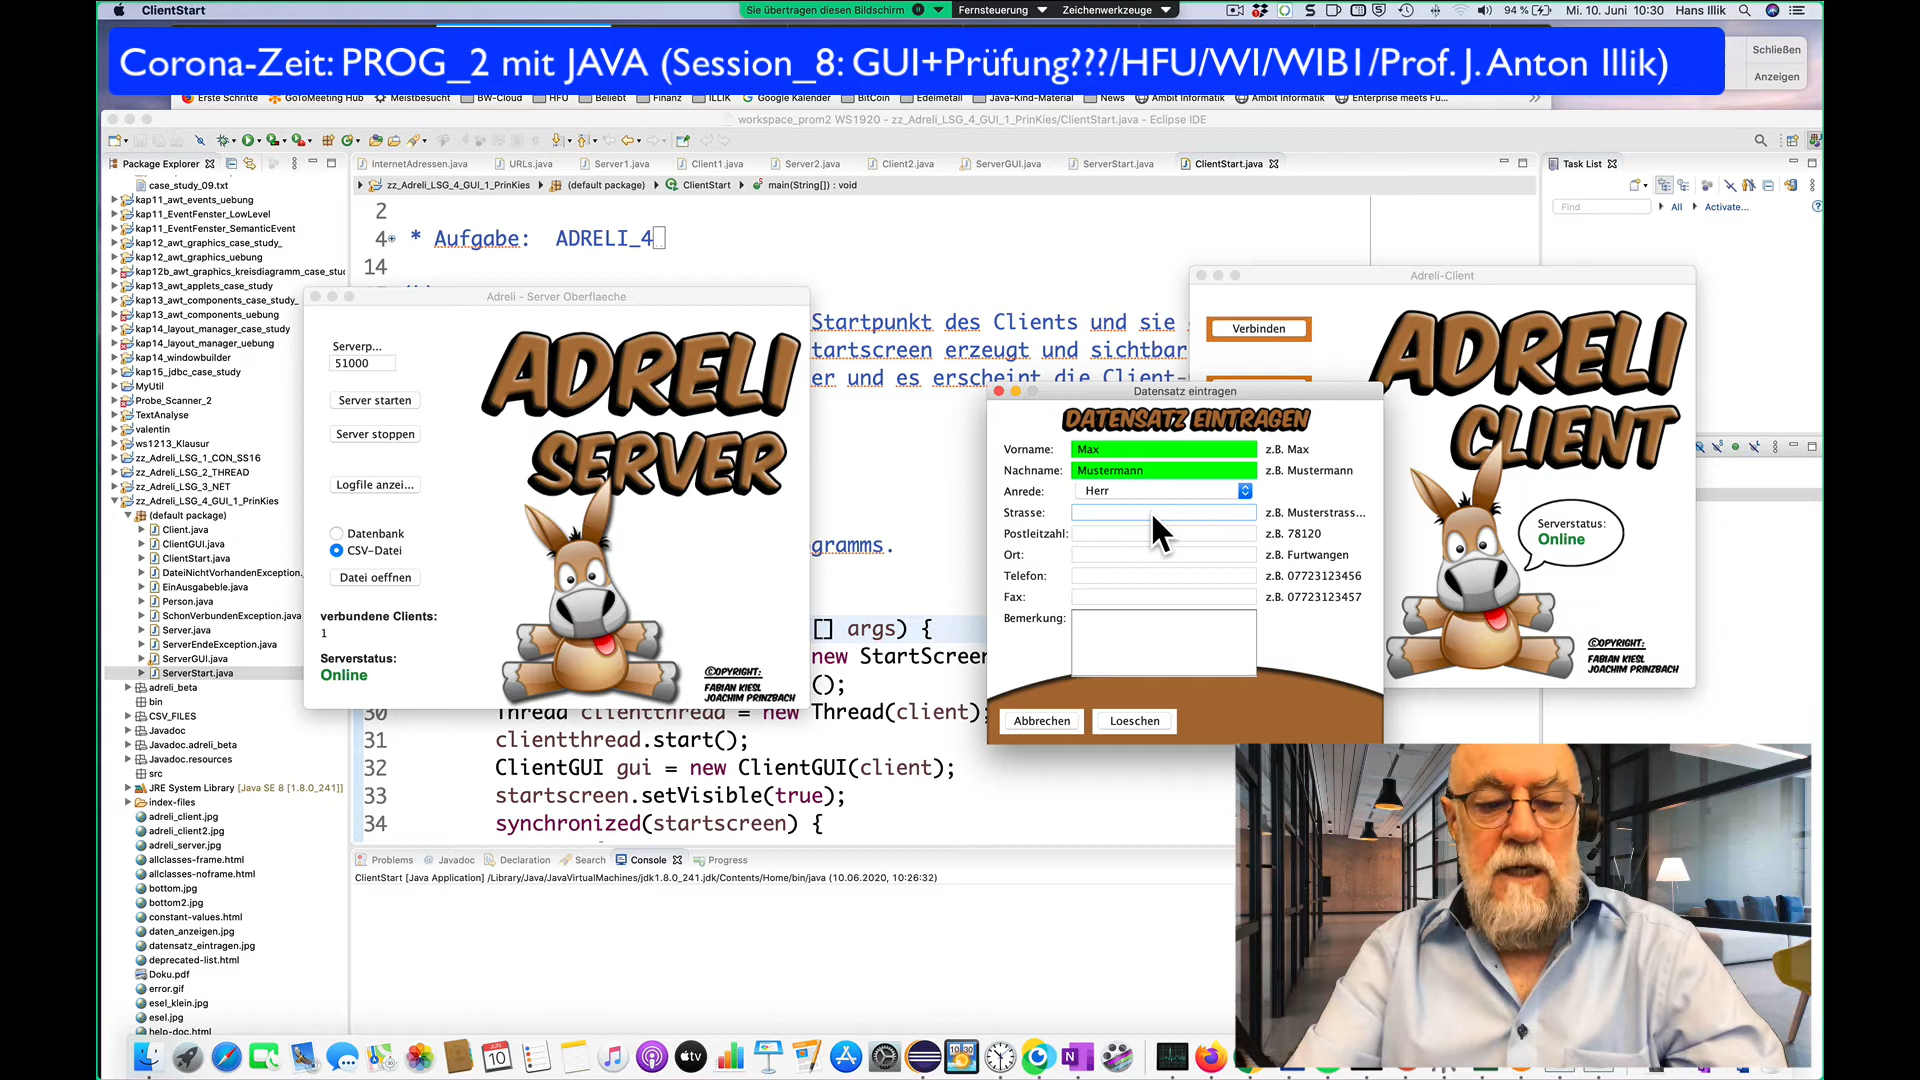 ClientStart
Sie übertragen diesen Bildschirm
Fernsteuerung
Zeichenwerkzeuge
94 %
Mi. 10. Juni 10:30
Hans Illik
Corona-Zeit: PROG_2 mit JAVA (Session_8: GUI+Prüfung???/HFU/WI/WIB1/Prof. J. Anton Illik)
Schließen
Anzeigen
Erste Schritte
GoToMeeting Hub
Meistbesucht
BW-Cloud
HFU
Beliebt
Finanz
ILLIK
Google Kalender
BitCoin
Edelmetall
Java-Kind-Material
News
Ambit Informatik
Ambit Informatik
Enterprise meets Fu...
workspace_prom2 WS1920 - zz_Adreli_LSG_4_GUI_1_PrinKies/ClientStart.java - Eclipse IDE
Package Explorer
InternetAdressen.java
URLs.java
Server1.java
Client1.java
Server2.java
Client2.java
ServerGUI.java
ServerStart.java
ClientStart.java
Task List
zz_Adreli_LSG_4_GUI_1_PrinKies
(default package)
ClientStart
main(String[]) : void
Find
All
Activate...
case_study_09.txt
kap11_awt_events_uebung
kap11_EventFenster_LowLevel
kap11_EventFenster_SemanticEvent
kap12_awt_graphics_case_study_
kap12_awt_graphics_uebung
kap12b_awt_graphics_kreisdiagramm_case_stud
kap13_awt_applets_case_study
kap13_awt_components_case_study_
kap13_awt_components_uebung
kap14_layout_manager_case_study
kap14_layout_manager_uebung
kap14_windowbuilder
kap15_jdbc_case_study
MyUtil
Probe_Scanner_2
TextAnalyse
valentin
ws1213_Klausur
zz_Adreli_LSG_1_CON_SS16
zz_Adreli_LSG_2_THREAD
zz_Adreli_LSG_3_NET
zz_Adreli_LSG_4_GUI_1_PrinKies
(default package)
Client.java
ClientGUI.java
ClientStart.java
DateiNichtVorhandenException.
EinAusgabeble.java
Person.java
SchonVerbundenException.java
Server.java
ServerEndeException.java
ServerGUI.java
ServerStart.java
adreli_beta
bin
CSV_FILES
Javadoc
Javadoc.adreli_beta
Javadoc.resources
src
JRE System Library [Java SE 8 [1.8.0_241]]
index-files
adreli_client.jpg
adreli_client2.jpg
adreli_server.jpg
allclasses-frame.html
allclasses-noframe.html
bottom.jpg
bottom2.jpg
constant-values.html
daten_anzeigen.jpg
datensatz_eintragen.jpg
deprecated-list.html
Doku.pdf
error.gif
esel_klein.jpg
esel.jpg
help-doc.html
2
4 * Aufgabe: ADRELI_4
14
Startpunkt des Clients und sie
tartscreen erzeugt und sichtbar
er und es erscheint die Client-
gramms.
[] args) {
new StartScreen
();
30 Thread clientthread = new Thread(client);
31 clientthread.start();
32 ClientGUI gui = new ClientGUI(client);
33 startscreen.setVisible(true);
34 synchronized(startscreen) {
Adreli - Server Oberflaeche
Serverp...
51000
Server starten
Server stoppen
Logfile anzei...
Datenbank
CSV-Datei
Datei oeffnen
verbundene Clients:
1
Serverstatus:
Online
ADRELI
SERVER
©OPYRIGHT:
FABIAN KIESL
JOACHIM PRINZBACH
Adreli-Client
Verbinden
ADRELI
CLIENT
Serverstatus:
Online
©OPYRIGHT:
FABIAN KIESL
JOACHIM PRINZBACH
Datensatz eintragen
DATENSATZ EINTRAGEN
Vorname: Max z.B. Max
Nachname: Mustermann z.B. Mustermann
Anrede: Herr
Strasse: z.B. Musterstrass...
Postleitzahl: z.B. 78120
Ort: z.B. Furtwangen
Telefon: z.B. 07723123456
Fax: z.B. 07723123457
Bemerkung:
Abbrechen
Loeschen
Problems
Javadoc
Declaration
Search
Console
Progress
ClientStart [Java Application] /Library/Java/JavaVirtualMachines/jdk1.8.0_241.jdk/Contents/Home/bin/java (10.06.2020, 10:26:32)
JUN
10
tv
10:30
N